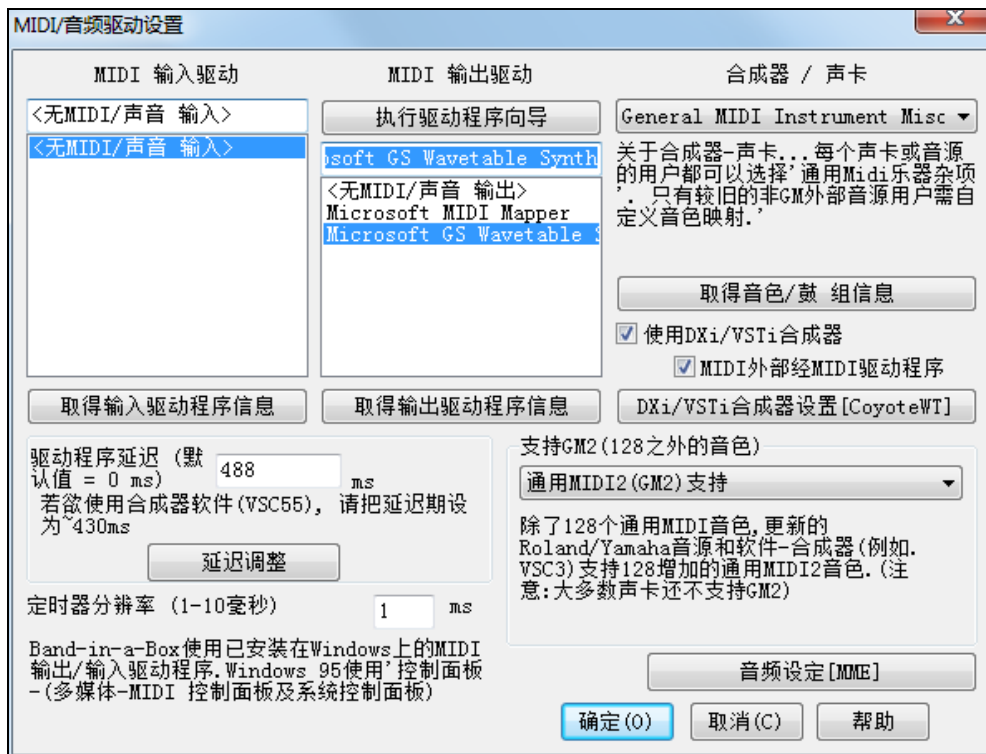 MIDI/音频驱动设置
MIDI 输入驱动
<无MIDI/声音 输入>
<无MIDI/声音 输入>
取得输入驱动程序信息
MIDI 输出驱动
执行驱动程序向导
osoft GS Wavetable Synth
<无MIDI/声音 输出>
Microsoft MIDI Mapper
Microsoft GS Wavetable S
取得输出驱动程序信息
合成器 / 声卡
General MIDI Instrument Misc
关于合成器-声卡...每个声卡或音源
的用户都可以选择'通用Midi乐器杂项
'. 只有较旧的非GM外部音源用户需自
定义音色映射.'
取得音色/鼓 组信息
使用DXi/VSTi合成器
MIDI外部经MIDI驱动程序
DXi/VSTi合成器设置[CoyoteWT]
驱动程序延迟 (默
认值 = 0 ms)
488
ms
若欲使用合成器软件(VSC55), 请把延迟期设
为~430ms
延迟调整
定时器分辨率 (1-10毫秒)
1
ms
Band-in-a-Box使用已安装在Windows上的MIDI
输出/输入驱动程序.Windows 95使用'控制面板
-(多媒体-MIDI 控制面板及系统控制面板)
支持GM2(128之外的音色)
通用MIDI2(GM2)支持
除了128个通用MIDI音色,更新的
Roland/Yamaha音源和软件-合成器(例如.
VSC3)支持128增加的通用MIDI2音色.(注
意:大多数声卡还不支持GM2)
音频设定[MME]
确定(O)
取消(C)
帮助